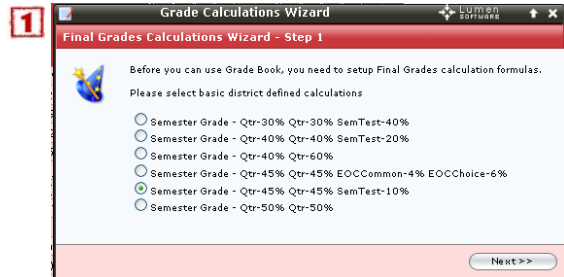 1
Grade Calculations Wizard
Lumen
SOFTWARE
Final Grades Calculations Wizard - Step 1
Before you can use Grade Book, you need to setup Final Grades calculation formulas.
Please select basic district defined calculations
Semester Grade - Qtr-30% Qtr-30% SemTest-40%
Semester Grade - Qtr-40% Qtr-40% SemTest-20%
Semester Grade - Qtr-40% Qtr-60%
Semester Grade - Qtr-45% Qtr-45% EOCCommon-4% EOCChoice-6%
Semester Grade - Qtr-45% Qtr-45% SemTest-10%
Semester Grade - Qtr-50% Qtr-50%
Next >>